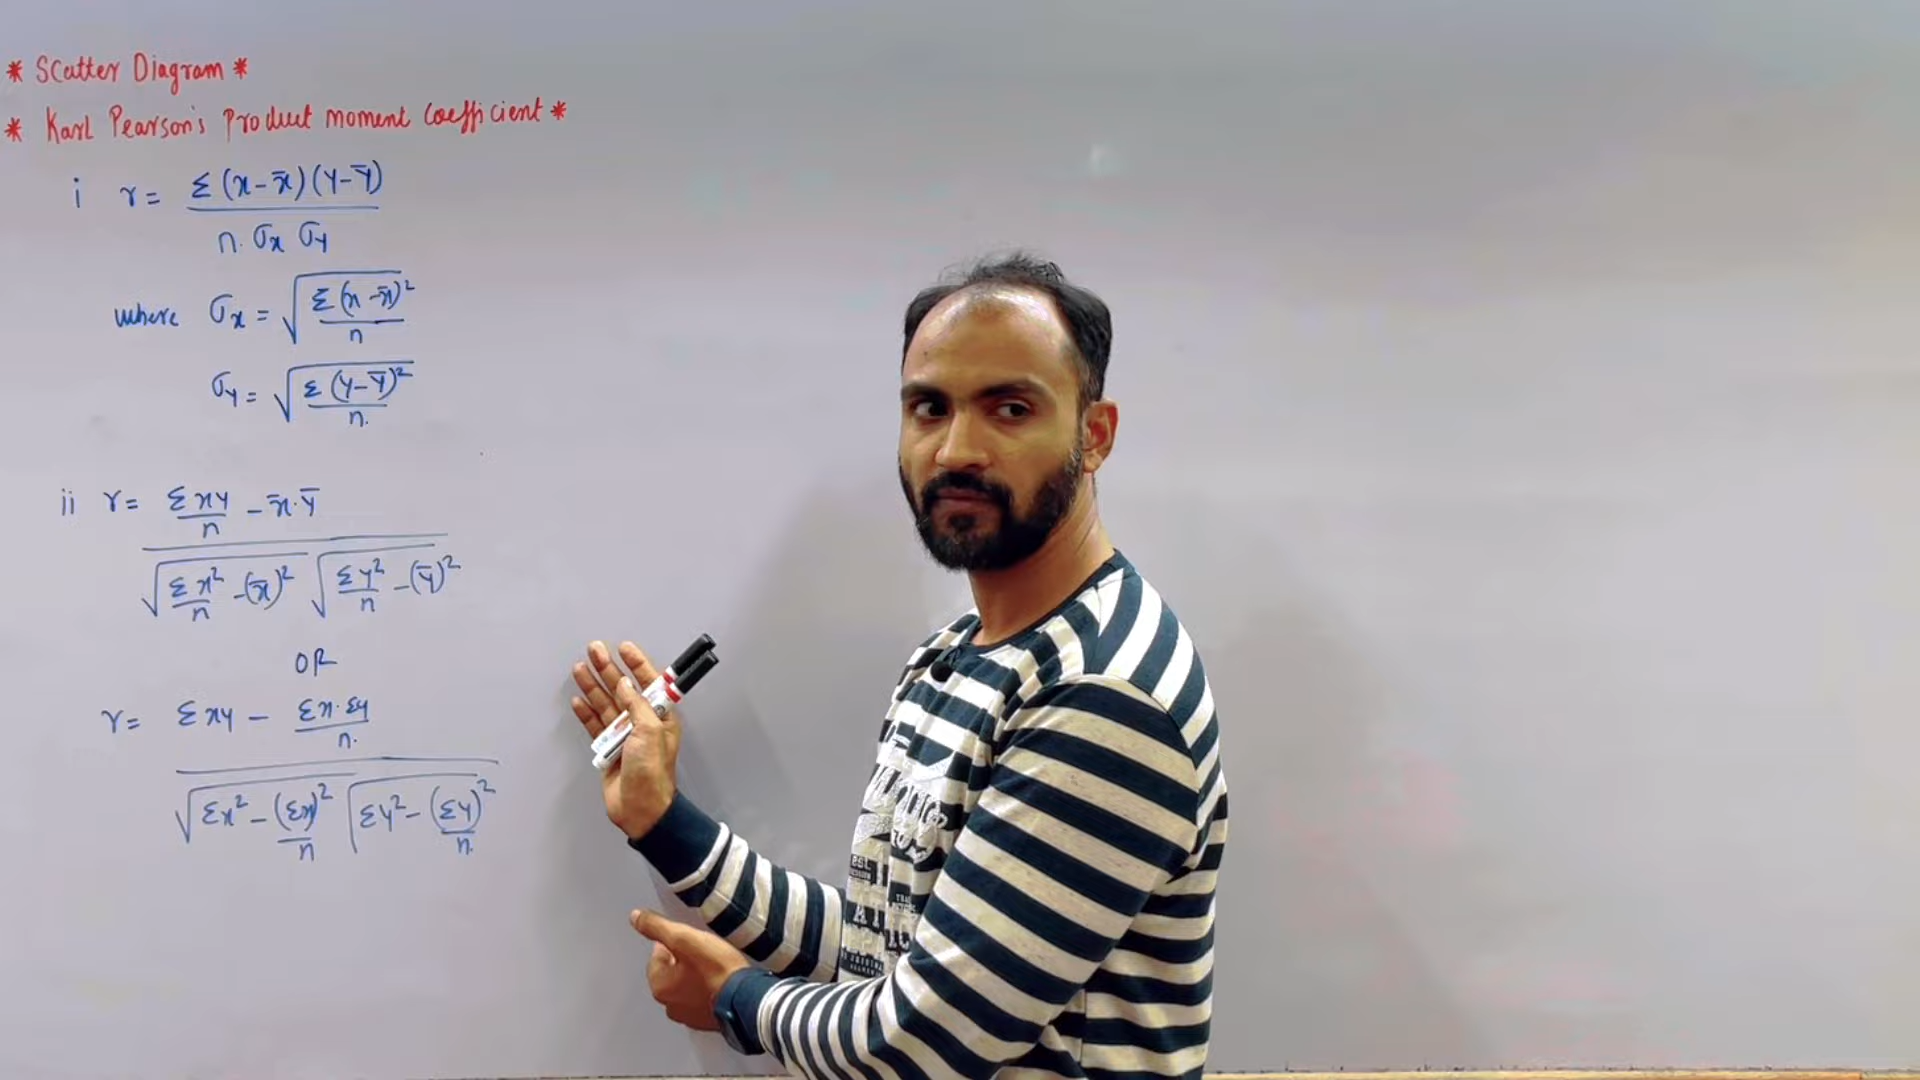 * Scatter Diagram *
* Karl Pearson's Product moment coefficient *
i r = Σ(x-x̄)(y-ȳ)
n. σx σy
where σx = √ Σ(x-x̄)²
n
σy = √ Σ(y-ȳ)²
n.
ii r = Σxy - x̄.ȳ
n
√ Σx² -(x̄)² √ Σy² -(ȳ)²
n n
OR
r = Σxy - Σx.Σy
n.
√ Σx² - (Σx)² √ Σy² - (Σy)²
n n.